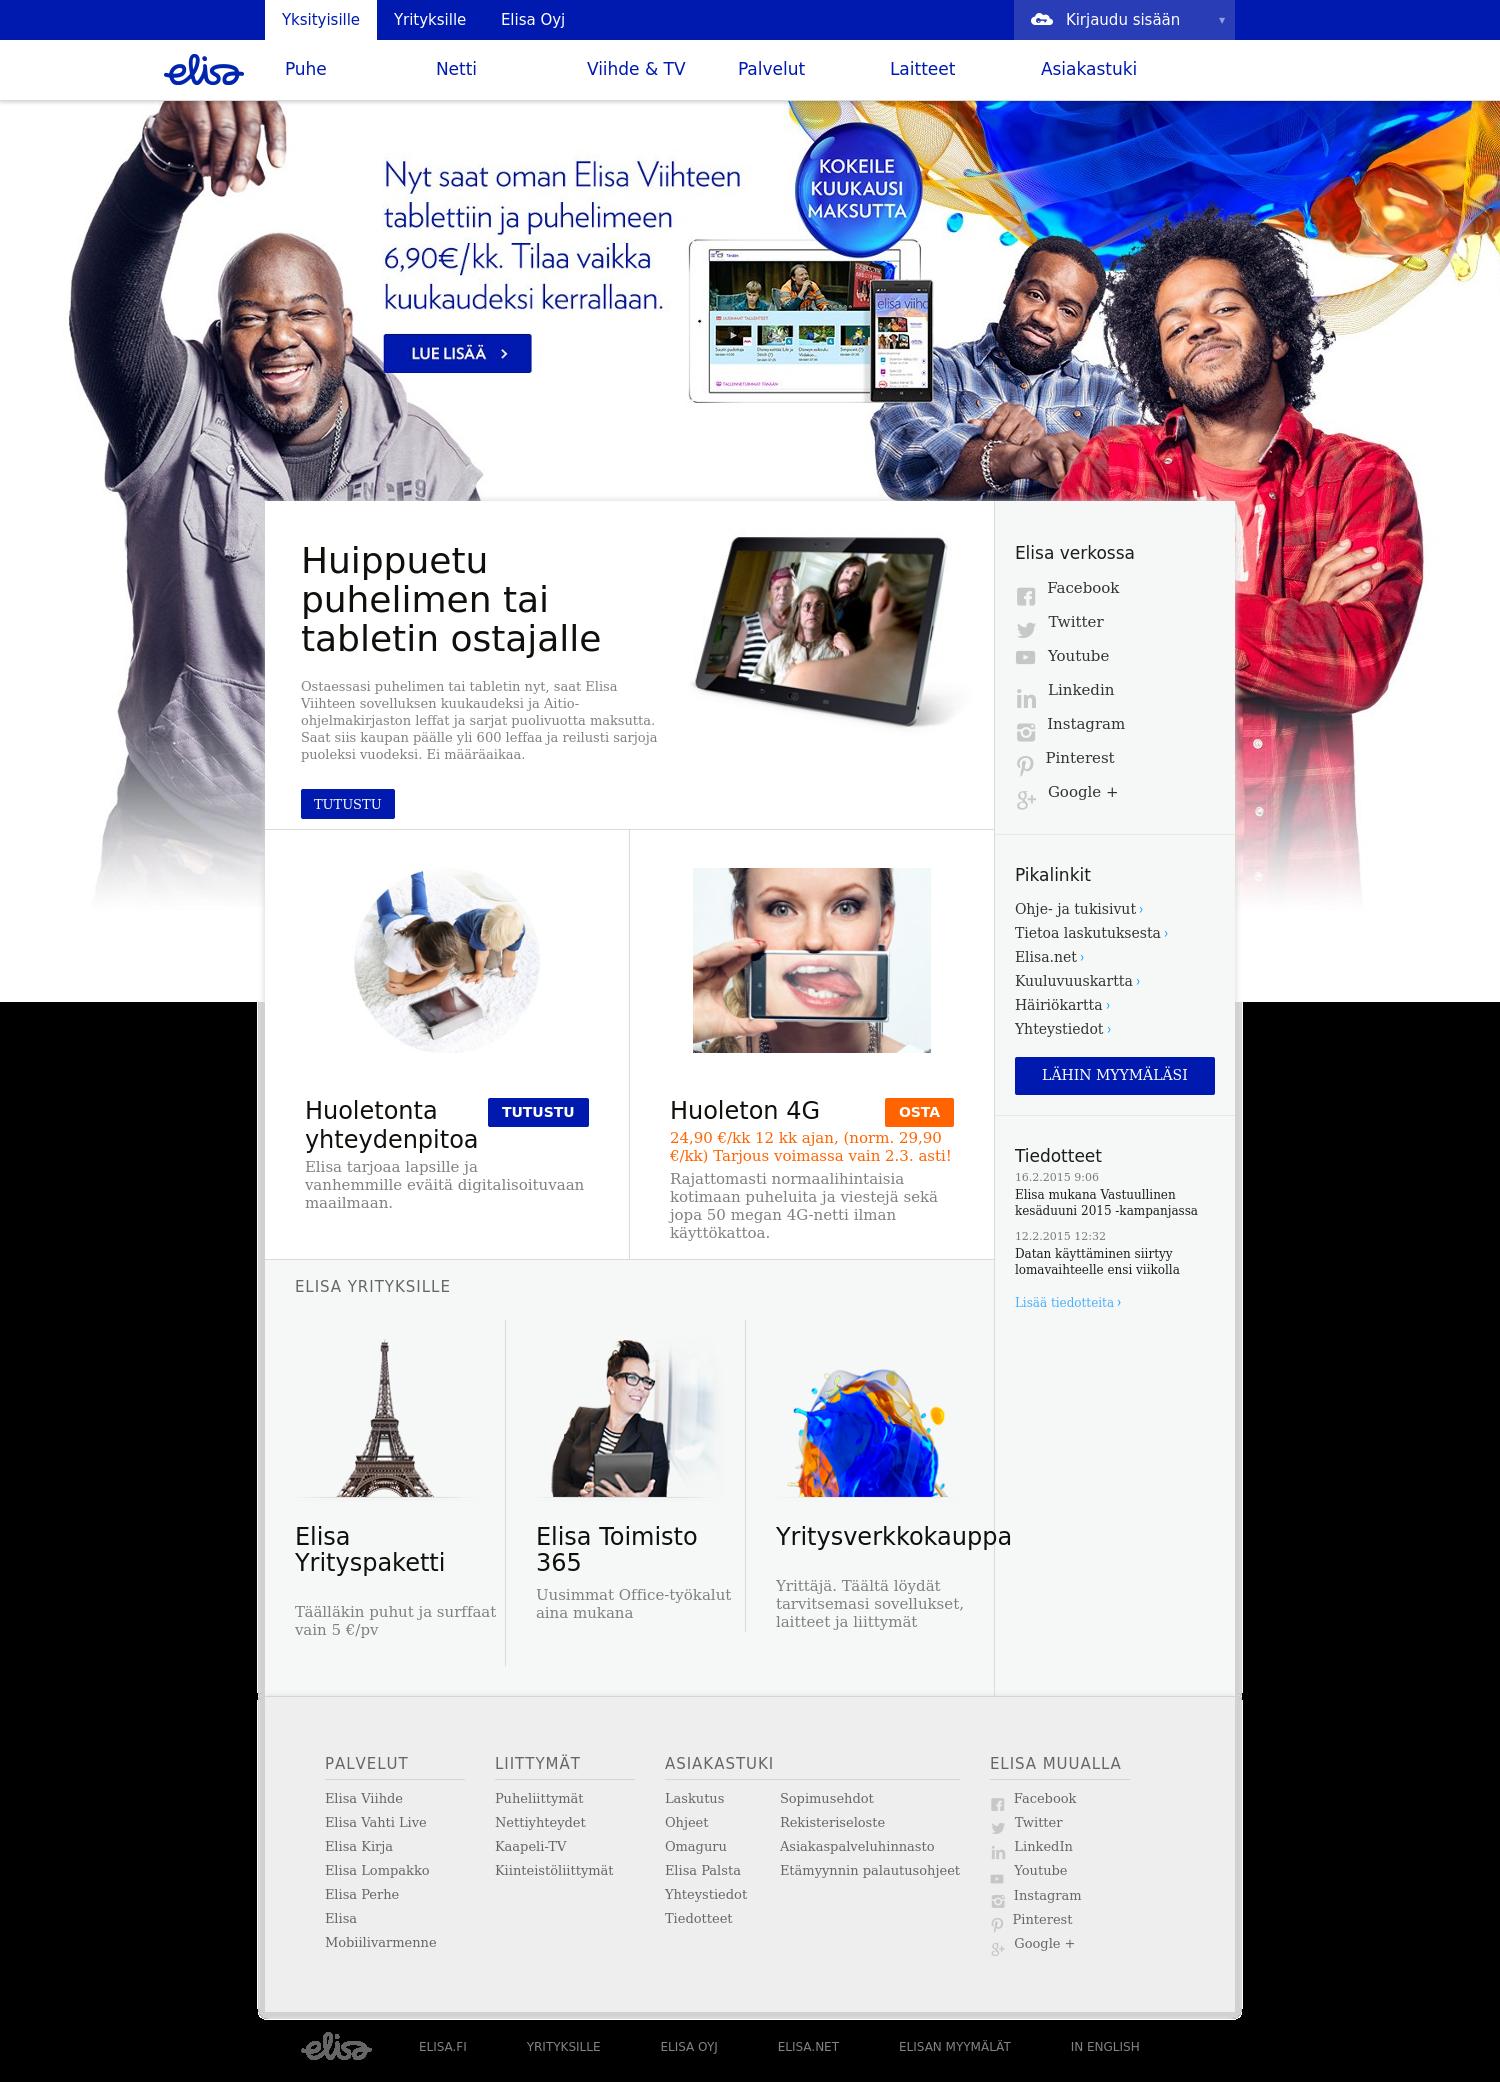 Yksityisille
Yrityksille
Elisa Oyj
Kirjaudu sisään
elisa
Puhe
Netti
Viihde & TV
Palvelut
Laitteet
Asiakastuki
Nyt saat oman Elisa Viihteen
tablettiin ja puhelimeen
6,90€/kk. Tilaa vaikka
kuukaudeksi kerrallaan.
LUE LISÄÄ
KOKEILE
KUUKAUSI
MAKSUTTA
elisa viihd
Huippuetu
puhelimen tai
tabletin ostajalle
Ostaessasi puhelimen tai tabletin nyt, saat Elisa
Viihteen sovelluksen kuukaudeksi ja Aitio-
ohjelmakirjaston leffat ja sarjat puolivuotta maksutta.
Saat siis kaupan päälle yli 600 leffaa ja reilusti sarjoja
puoleksi vuodeksi. Ei määräaikaa.
TUTUSTU
Huoletonta
yhteydenpitoa
TUTUSTU
Elisa tarjoaa lapsille ja
vanhemmille eväitä digitalisoituvaan
maailmaan.
Huoleton 4G
OSTA
24,90 €/kk 12 kk ajan, (norm. 29,90
€/kk) Tarjous voimassa vain 2.3. asti!
Rajattomasti normaalihintaisia
kotimaan puheluita ja viestejä sekä
jopa 50 megan 4G-netti ilman
käyttökattoa.
Elisa verkossa
Facebook
Twitter
Youtube
Linkedin
Instagram
Pinterest
Google +
Pikalinkit
Ohje- ja tukisivut ›
Tietoa laskutuksesta ›
Elisa.net ›
Kuuluvuuskartta ›
Häiriökartta ›
Yhteystiedot ›
LÄHIN MYYMÄLÄSI
Tiedotteet
16.2.2015 9:06
Elisa mukana Vastuullinen
kesäduuni 2015 -kampanjassa
12.2.2015 12:32
Datan käyttäminen siirtyy
lomavaihteelle ensi viikolla
Lisää tiedotteita ›
ELISA YRITYKSILLE
Elisa
Yrityspaketti
Täälläkin puhut ja surffaat
vain 5 €/pv
Elisa Toimisto
365
Uusimmat Office-työkalut
aina mukana
Yritysverkkokauppa
Yrittäjä. Täältä löydät
tarvitsemasi sovellukset,
laitteet ja liittymät
PALVELUT
Elisa Viihde
Elisa Vahti Live
Elisa Kirja
Elisa Lompakko
Elisa Perhe
Elisa
Mobiilivarmenne
LIITTYMÄT
Puheliittymät
Nettiyhteydet
Kaapeli-TV
Kiinteistöliittymät
ASIAKASTUKI
Laskutus
Ohjeet
Omaguru
Elisa Palsta
Yhteystiedot
Tiedotteet
Sopimusehdot
Rekisteriseloste
Asiakaspalveluhinnasto
Etämyynnin palautusohjeet
ELISA MUUALLA
Facebook
Twitter
LinkedIn
Youtube
Instagram
Pinterest
Google +
elisa
ELISA.FI
YRITYKSILLE
ELISA OYJ
ELISA.NET
ELISAN MYYMÄLÄT
IN ENGLISH